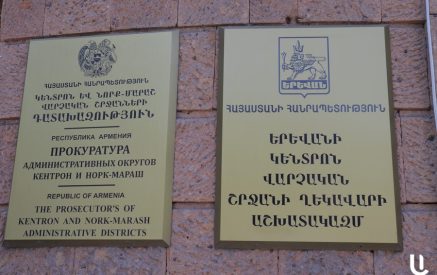 ՀԱՅԱՍՏԱՆԻ ՀԱՆՐԱՊԵՏՈՒԹՅՈՒՆ
ԿԵՆՏՐՈՆ ԵՎ ՆՈՐՔ-ՄԱՐԱՇ
ՎԱՐՉԱԿԱՆ ՇՐՋԱՆՆԵՐԻ
ԴԱՏԱԽԱԶՈՒԹՅՈՒՆ
РЕСПУБЛИКА АРМЕНИЯ
ПРОКУРАТУРА
АДМИНИСТРАТИВНЫХ ОКРУГОВ
КЕНТРОН И НОРК-МАРАШ
REPUBLIC OF ARMENIA
THE PROSECUTOR'S OF
KENTRON AND NORK-MARASH
ADMINISTRATIVE DISTRICTS
ԵՐԵՎԱՆ
ՀԱՅԱՍՏԱՆԻ ՀԱՆՐԱՊԵՏՈՒԹՅՈՒՆ
ԵՐԵՎԱՆԻ
ԿԵՆՏՐՈՆ
ՎԱՐՉԱԿԱՆ
ՇՐՋԱՆԻ ՂԵԿԱՎԱՐԻ
ԱՇԽԱՏԱԿԱԶՄ